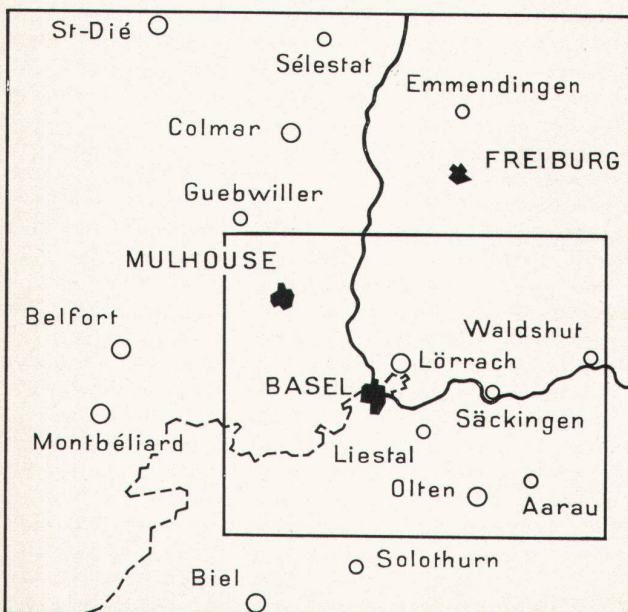 St-Dié
Sélestat
Emmendingen
Colmar
FREIBURG
Guebwiller
MULHOUSE
Belfort
Waldshut
Lörrach
BASEL
Säckingen
Montbéliard
Liestal
Olten
Aarau
Solothurn
Biel